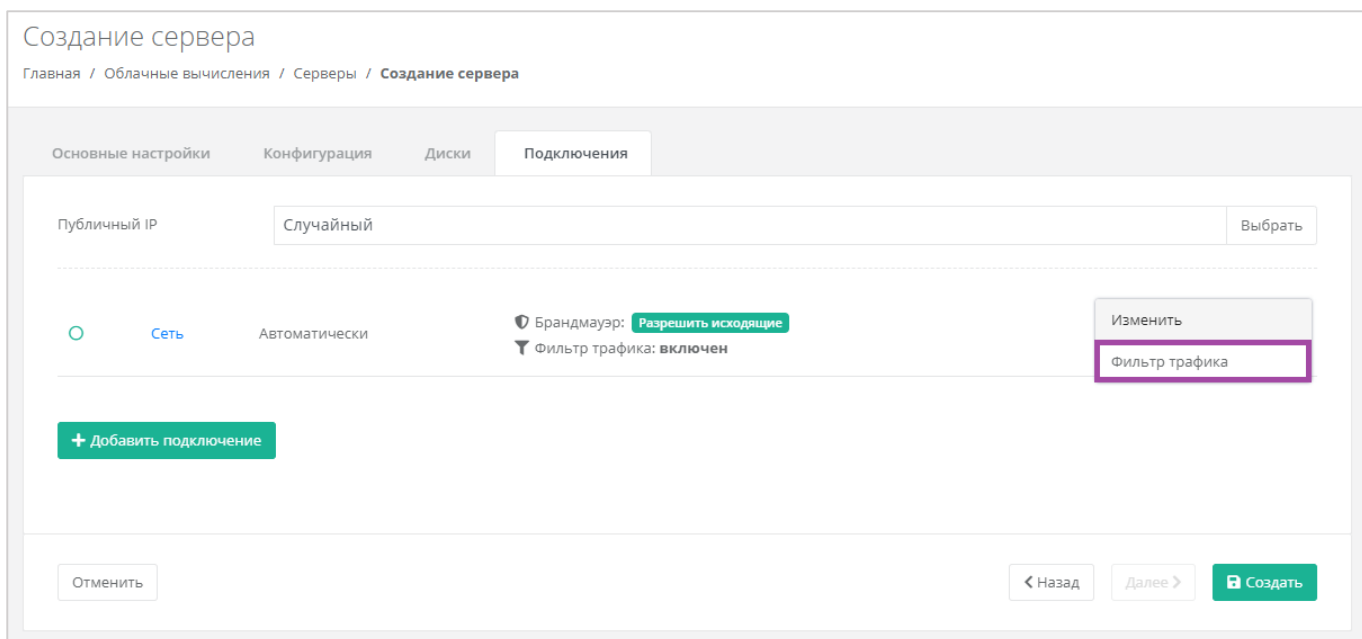 Создание сервера
Главная / Облачные вычисления / Серверы / Создание сервера
Основные настройки Конфигурация Диски Подключения
Публичный IP Случайный Выбрать
Брандмауэр: Разрешить исходящие Изменить
Сеть Автоматически
Фильтр трафика: включен Фильтр трафика
+ Добавить подключение
Отменить Назад Далее Создать